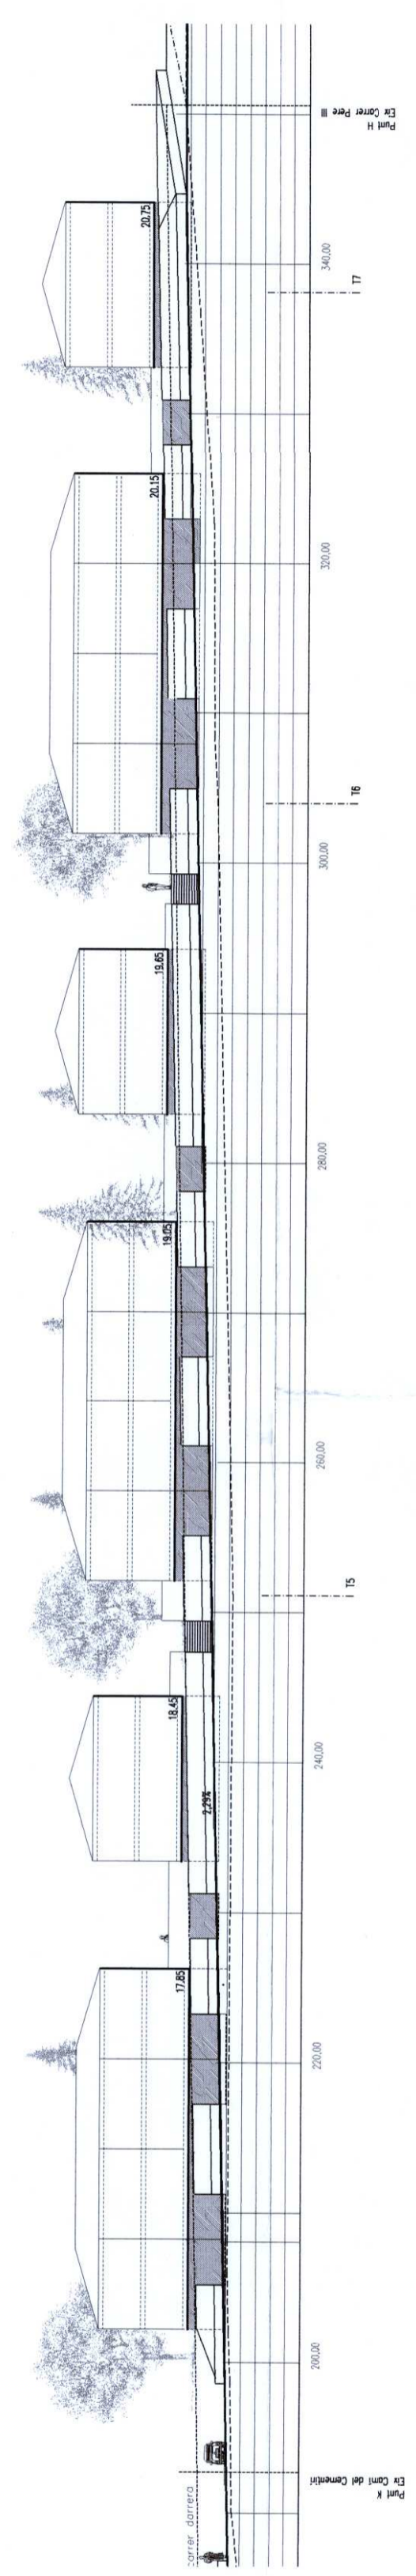 Punt K
Eix Camí del Cementiri
carrer darrera
200,00
17.85
220,00
2,29%
18.45
240,00
T5
19.05
260,00
19.65
280,00
T6
300,00
20.15
320,00
T7
20.75
340,00
Punt H
Eix Carrer Pere III